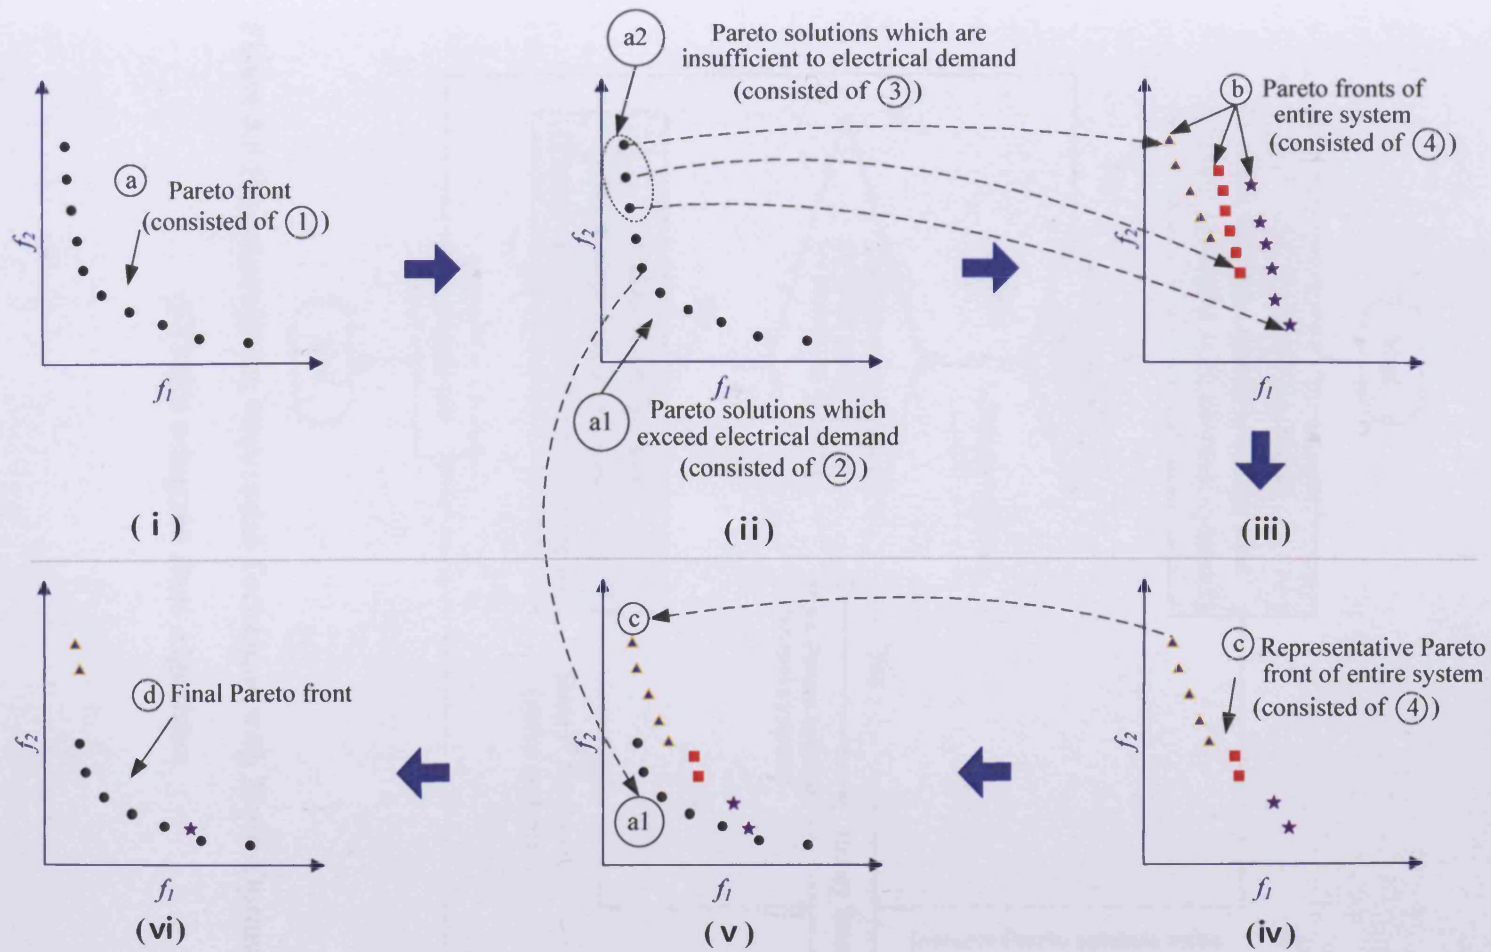 f2
ⓐ Pareto front
(consisted of ①)
f1
(i)
a2
Pareto solutions which are
insufficient to electrical demand
(consisted of ③)
f2
f1
a1
Pareto solutions which
exceed electrical demand
(consisted of ②)
(ii)
ⓑ Pareto fronts of
entire system
(consisted of ④)
f2
f1
(iii)
ⓓ Final Pareto front
f2
f1
(vi)
ⓒ
f2
a1
f1
(v)
ⓒ Representative Pareto
front of entire system
(consisted of ④)
f2
f1
(iv)